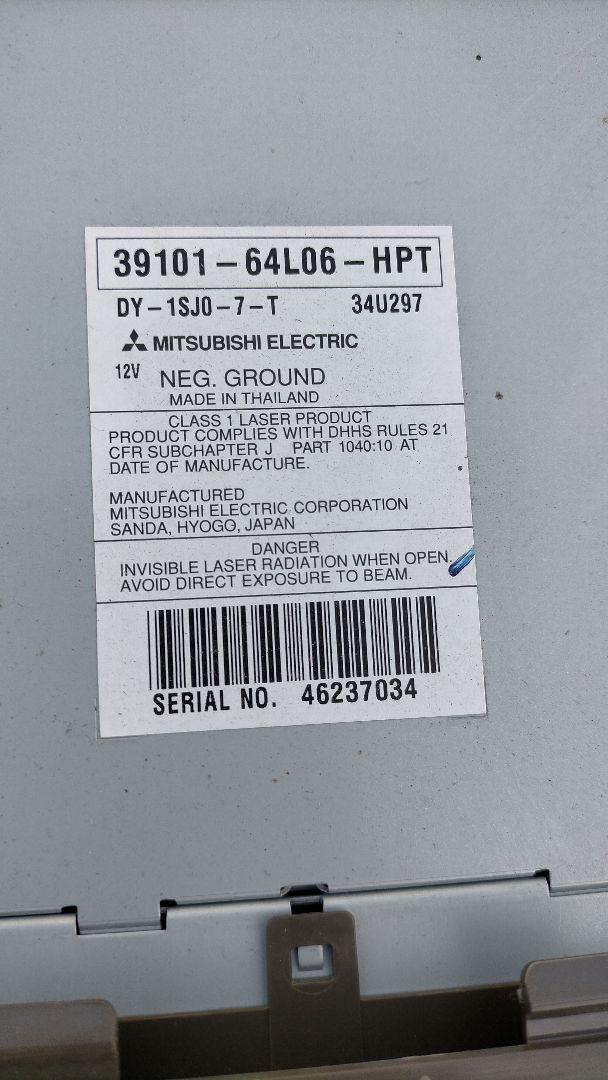 39101-64L06-HPT
DY-1SJ0-7-T 34U297
MITSUBISHI ELECTRIC
12V NEG. GROUND
MADE IN THAILAND
CLASS 1 LASER PRODUCT
PRODUCT COMPLIES WITH DHHS RULES 21
CFR SUBCHAPTER J PART 1040:10 AT
DATE OF MANUFACTURE.
MANUFACTURED
MITSUBISHI ELECTRIC CORPORATION
SANDA, HYOGO, JAPAN
DANGER
INVISIBLE LASER RADIATION WHEN OPEN.
AVOID DIRECT EXPOSURE TO BEAM.
SERIAL NO. 46237034